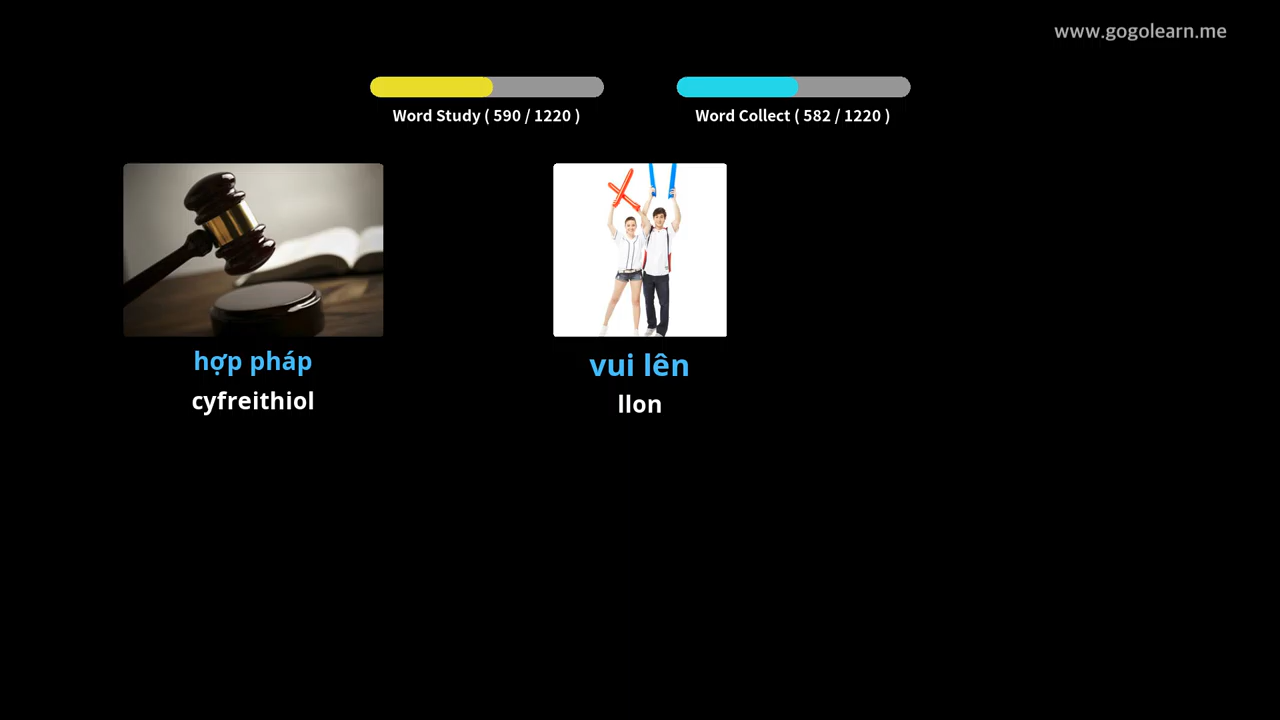 www.gogolearn.me
Word Study ( 590 / 1220 )
Word Collect ( 582 / 1220 )
hợp pháp
cyfreithiol
vui lên
llon